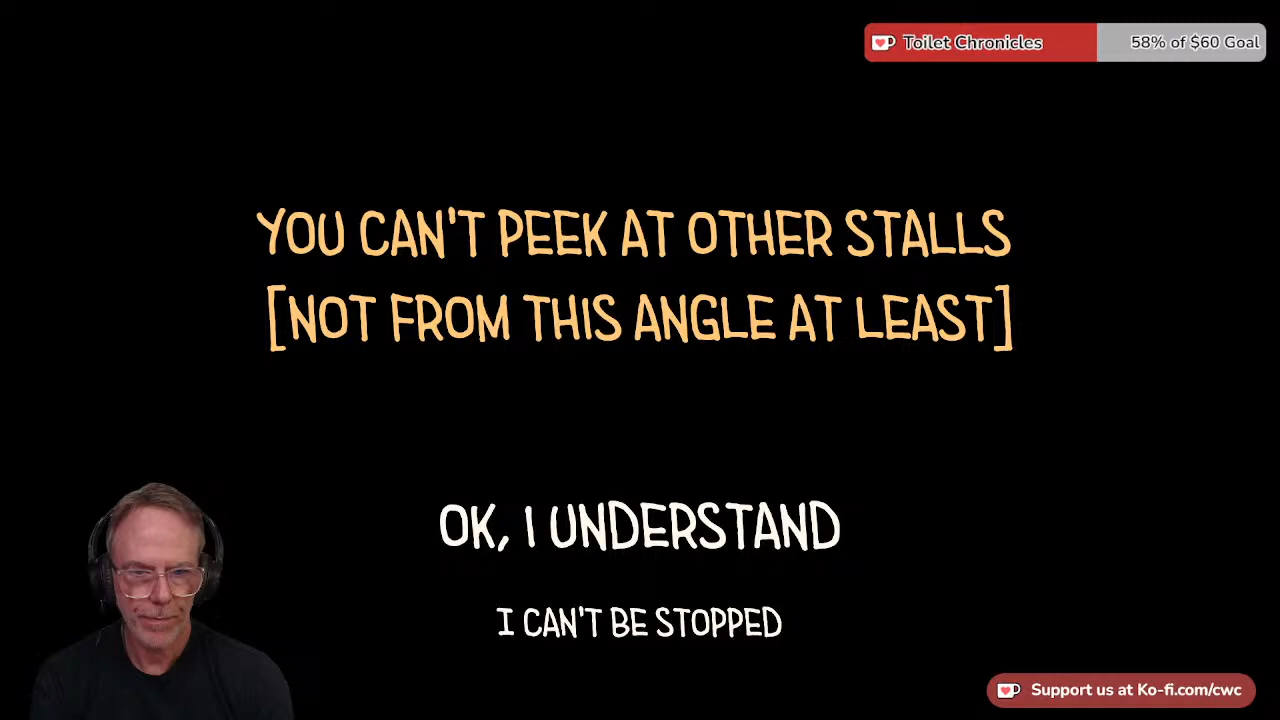 Toilet Chronicles 58% of $60 Goal
YOU CAN'T PEEK AT OTHER STALLS
[NOT FROM THIS ANGLE AT LEAST]
OK, I UNDERSTAND
I CAN'T BE STOPPED
Support us at Ko-fi.com/cwc